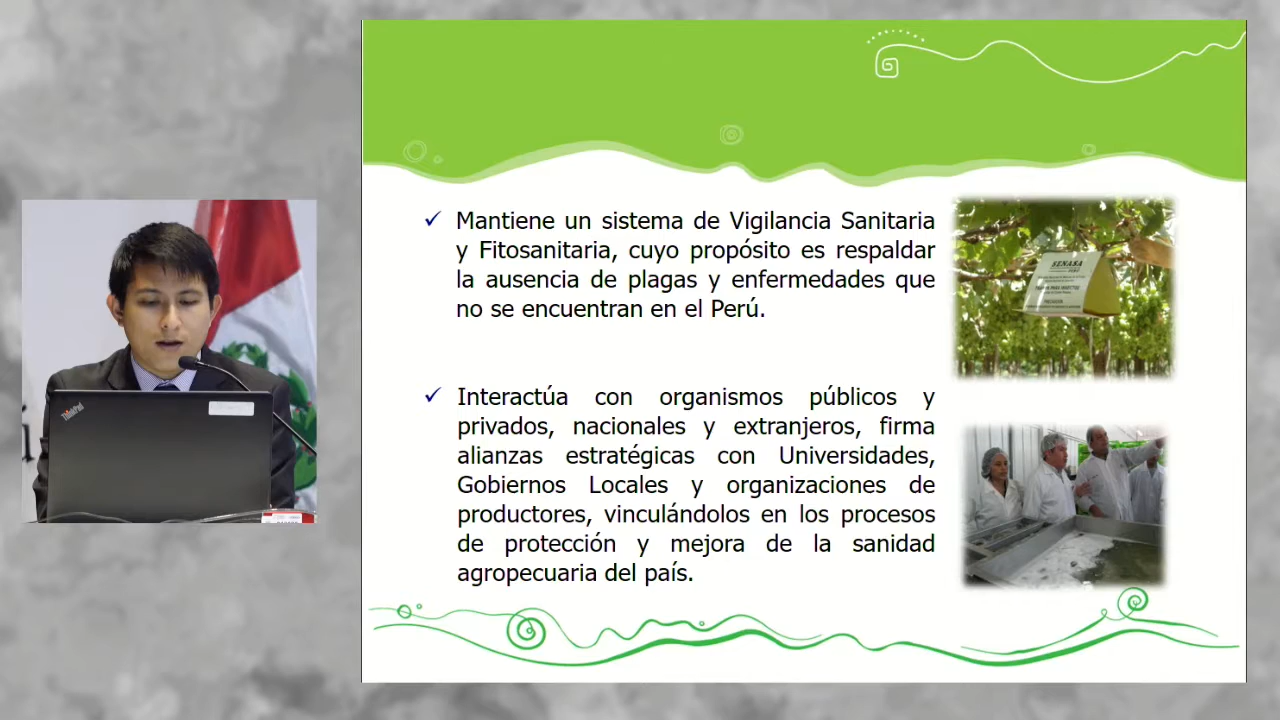 Mantiene un sistema de Vigilancia Sanitaria
y Fitosanitaria, cuyo propósito es respaldar
la ausencia de plagas y enfermedades que
no se encuentran en el Perú.
Interactúa con organismos públicos y
privados, nacionales y extranjeros, firma
alianzas estratégicas con Universidades,
Gobiernos Locales y organizaciones de
productores, vinculándolos en los procesos
de protección y mejora de la sanidad
agropecuaria del país.
SENASA
PERÚ
ThinkPad